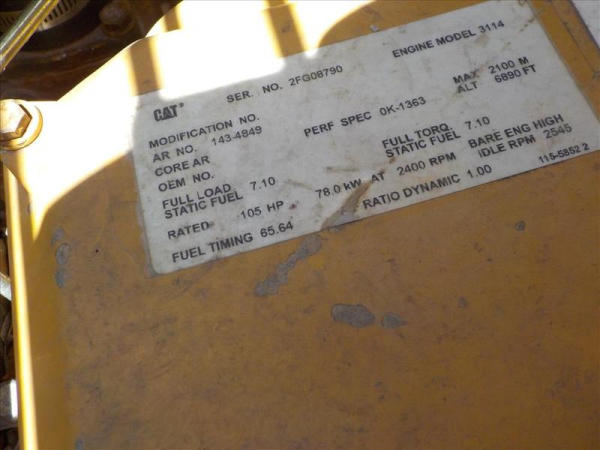 CAT® SER. NO. 2FG08790 ENGINE MODEL 3114
MODIFICATION NO.
AR NO. 143-4849 PERF SPEC 0K-1363 MAX 2100 M
CORE AR ALT 6890 FT
OEM NO.
FULL LOAD FULL TORQ
STATIC FUEL 7.10 STATIC FUEL 7.10
RATED 105 HP 78.0 kw AT 2400 RPM BARE ENG HIGH
IDLE RPM 2545
FUEL TIMING 65.64 RATIO DYNAMIC 1.00
115-5852 2